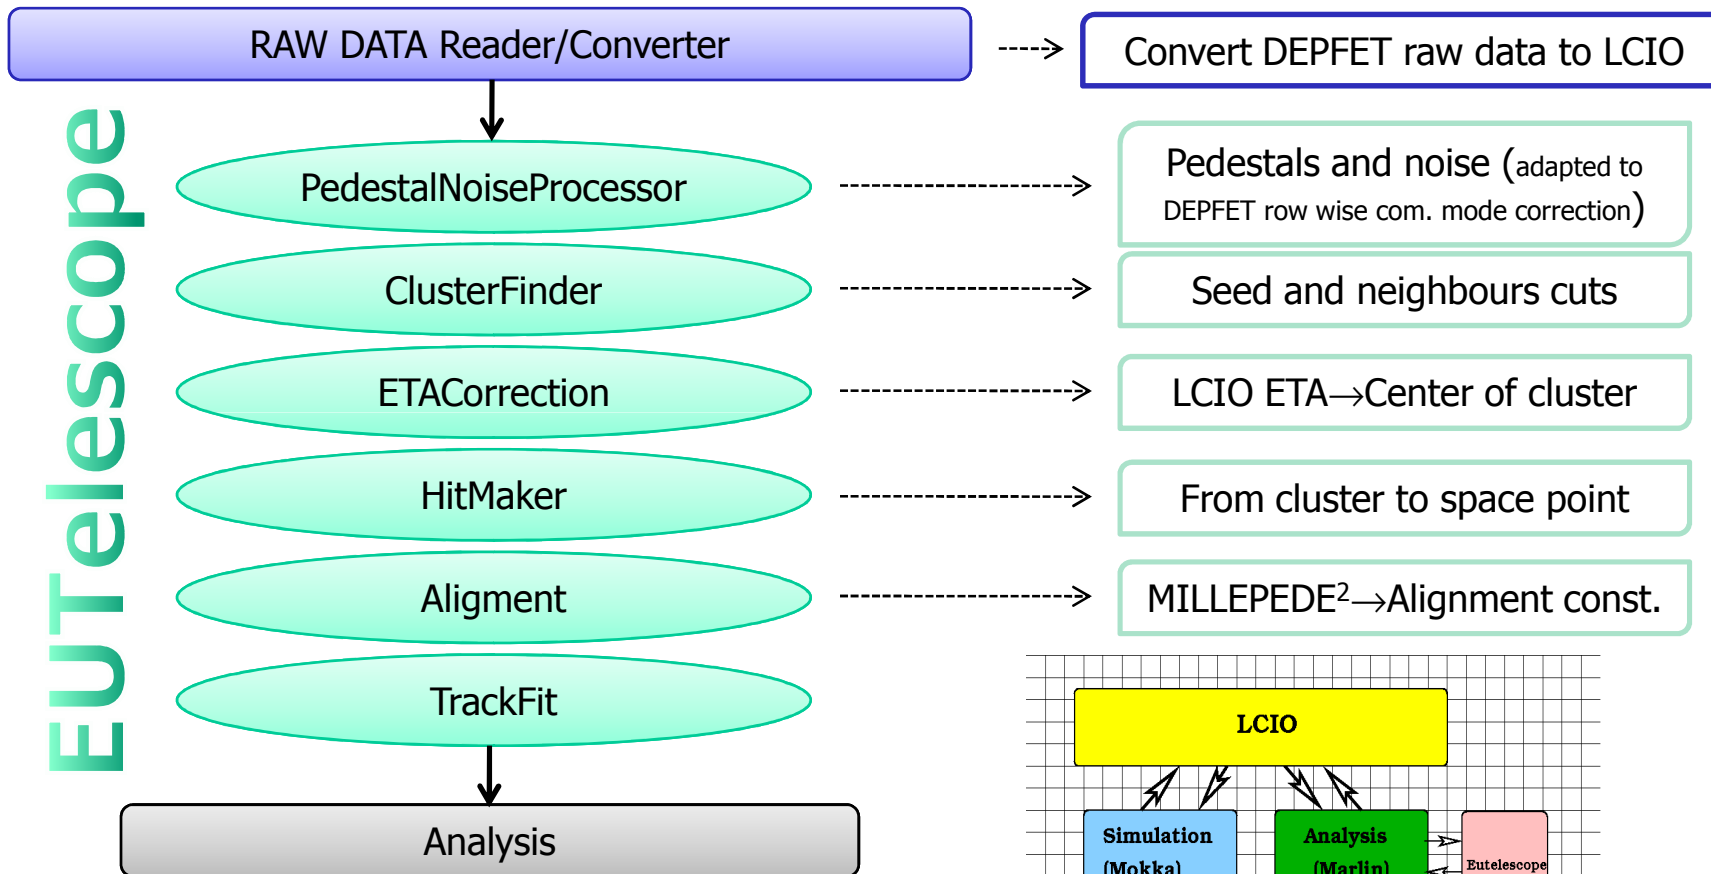 RAW DATA Reader/Converter
Convert DEPFET raw data to LCIO
EUTelescope
PedestalNoiseProcessor
Pedestals and noise (adapted to
DEPFET row wise com. mode correction)
ClusterFinder
Seed and neighbours cuts
ETACorrection
LCIO ETA→Center of cluster
HitMaker
From cluster to space point
Aligment
MILLEPEDE²→Alignment const.
TrackFit
Analysis
LCIO
Simulation
(Mokka)
Analysis
(Marlin)
Eutelescope